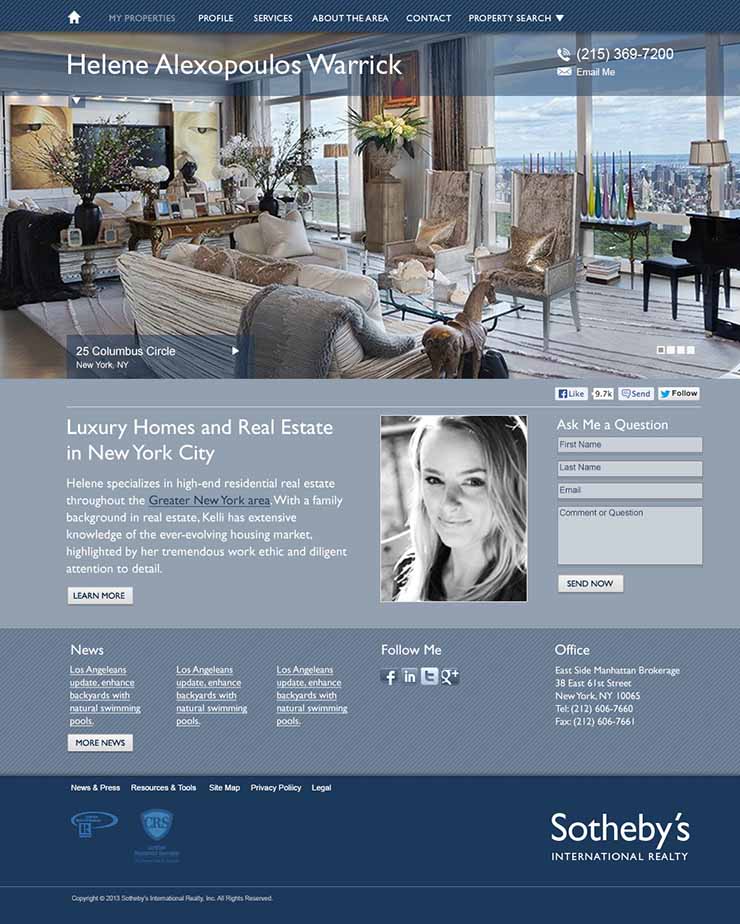 MY PROPERTIES PROFILE SERVICES ABOUT THE AREA CONTACT PROPERTY SEARCH
Helene Alexopoulos Warrick
(215) 369-7200
Email Me
25 Columbus Circle
New York, NY
Like 9.7k Send Follow
Luxury Homes and Real Estate
in New York City
Helene specializes in high-end residential real estate
throughout the Greater New York area. With a family
background in real estate, Kelli has extensive
knowledge of the ever-evolving housing market,
highlighted by her tremendous work ethic and diligent
attention to detail.
LEARN MORE
Ask Me a Question
First Name
Last Name
Email
Comment or Question
SEND NOW
News
Los Angeleans
update, enhance
backyards with
natural swimming
pools.
Los Angeleans
update, enhance
backyards with
natural swimming
pools.
Los Angeleans
update, enhance
backyards with
natural swimming
pools.
MORE NEWS
Follow Me
Office
East Side Manhattan Brokerage
38 East 61st Street
New York, NY 10065
Tel: (212) 606-7660
Fax: (212) 606-7661
News & Press Resources & Tools Site Map Privacy Poliicy Legal
CRS
Sotheby's
INTERNATIONAL REALTY
Copyright © 2013 Sotheby's International Realty, Inc. All Rights Reserved.